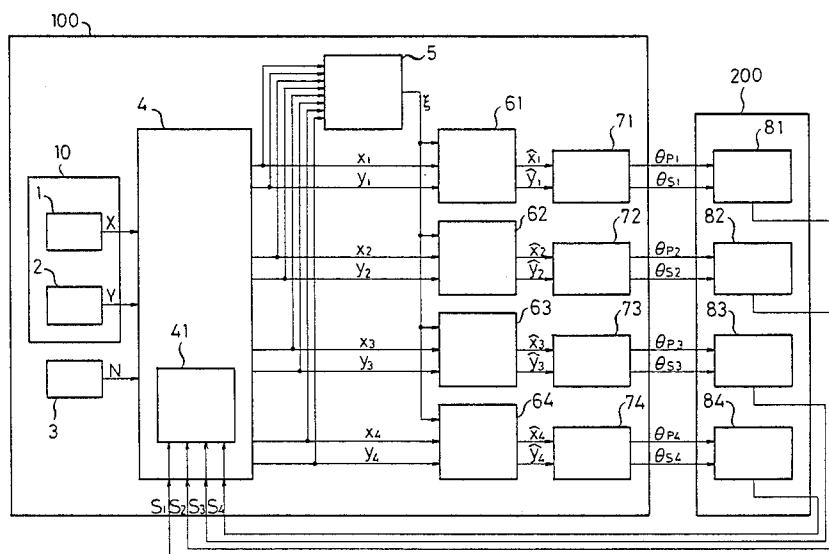 100
5
200
4
61
71
81
ξ
x₁
x̂₁
θP1
y₁
ŷ₁
θS1
10
1
X
62
72
82
x₂
x̂₂
θP2
2
Y
y₂
ŷ₂
θS2
63
73
83
41
x₃
x̂₃
θP3
N
y₃
ŷ₃
θS3
3
64
74
84
x₄
x̂₄
θP4
y₄
ŷ₄
θS4
S₁ S₂ S₃ S₄